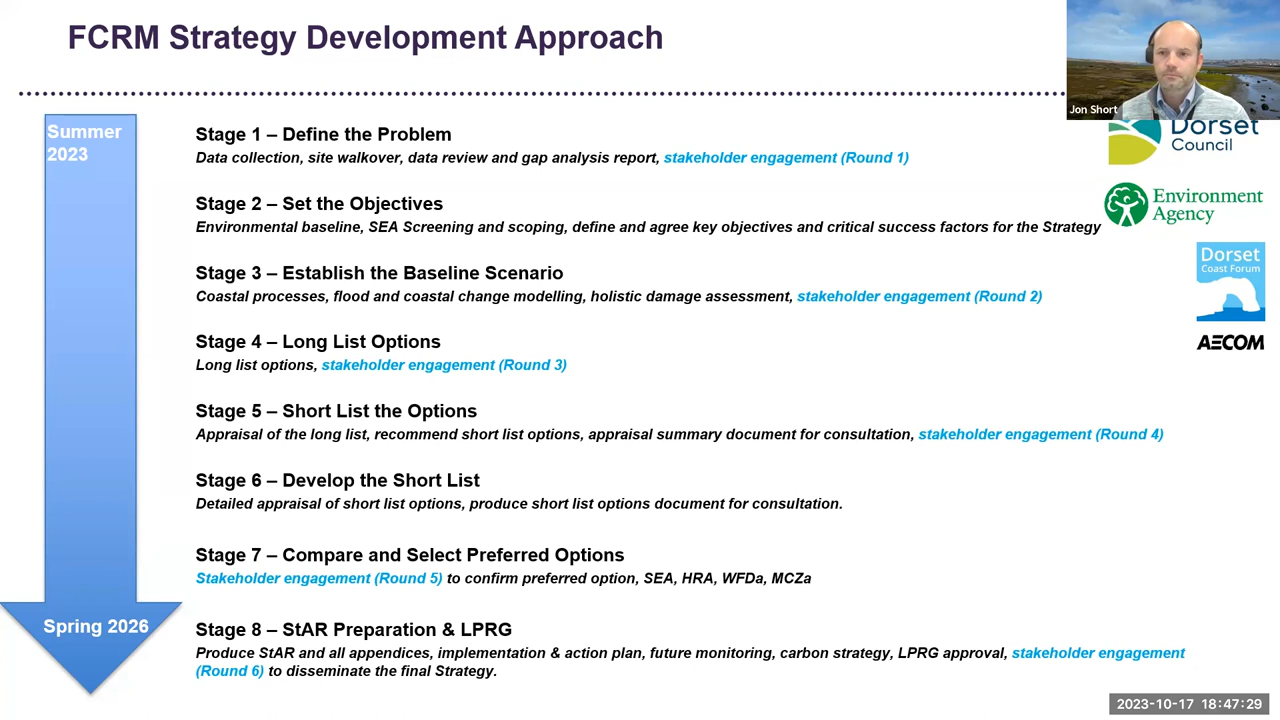 FCRM Strategy Development Approach
Jon Short
Summer
2023
Stage 1 – Define the Problem
Data collection, site walkover, data review and gap analysis report, stakeholder engagement (Round 1)
Dorset
Council
Stage 2 – Set the Objectives
Environmental baseline, SEA Screening and scoping, define and agree key objectives and critical success factors for the Strategy
Environment
Agency
Stage 3 – Establish the Baseline Scenario
Coastal processes, flood and coastal change modelling, holistic damage assessment, stakeholder engagement (Round 2)
Dorset
Coast Forum
Stage 4 – Long List Options
Long list options, stakeholder engagement (Round 3)
AECOM
Stage 5 – Short List the Options
Appraisal of the long list, recommend short list options, appraisal summary document for consultation, stakeholder engagement (Round 4)
Stage 6 – Develop the Short List
Detailed appraisal of short list options, produce short list options document for consultation.
Stage 7 – Compare and Select Preferred Options
Stakeholder engagement (Round 5) to confirm preferred option, SEA, HRA, WFDa, MCZa
Spring 2026
Stage 8 – StAR Preparation & LPRG
Produce StAR and all appendices, implementation & action plan, future monitoring, carbon strategy, LPRG approval, stakeholder engagement
(Round 6) to disseminate the final Strategy.
2023-10-17 18:47:29